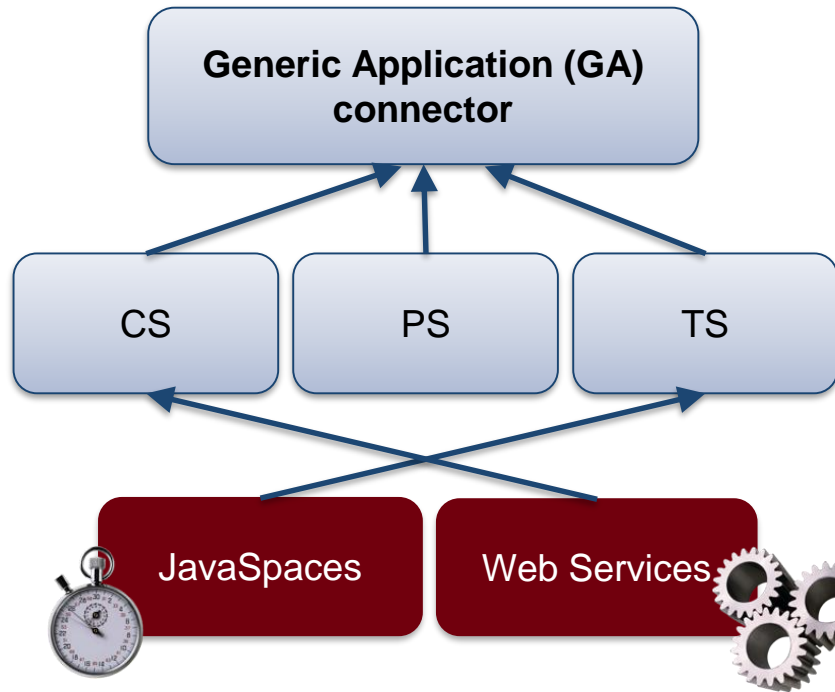 Generic Application (GA)
connector
CS
PS
TS
JavaSpaces
Web Services